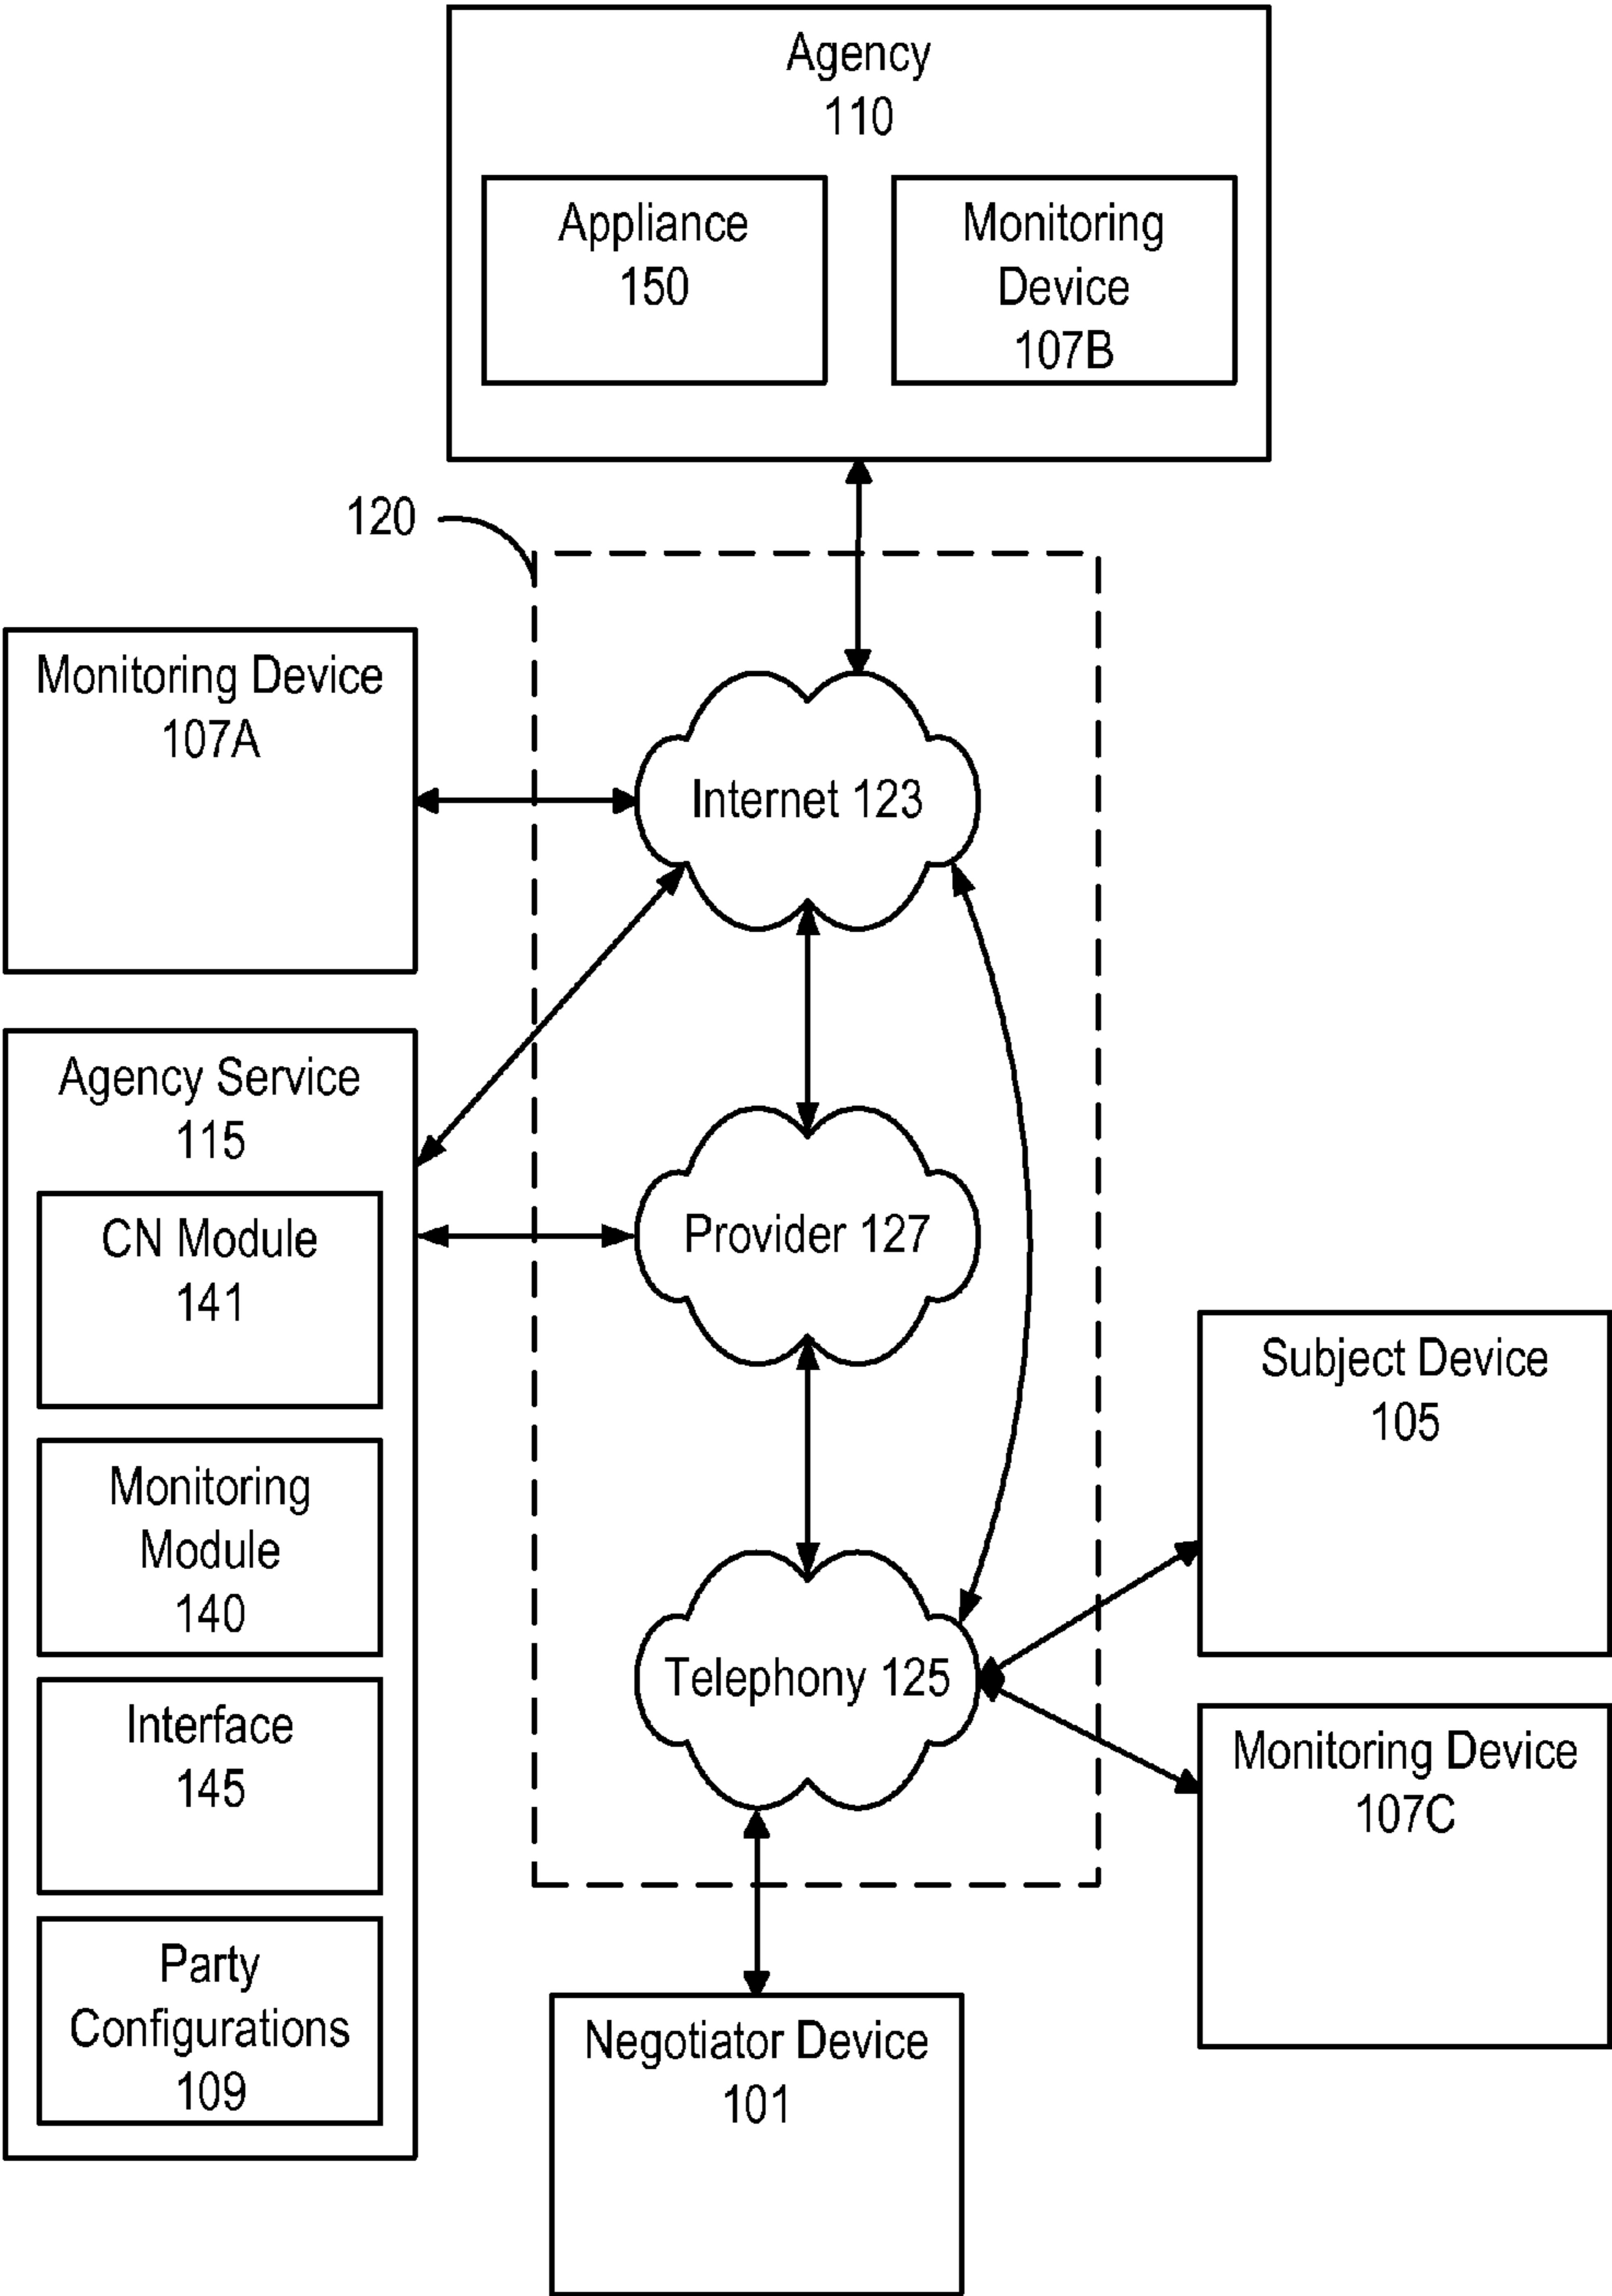 Agency
110
Appliance
150
Monitoring
Device
107B
120
Monitoring Device
107A
Internet 123
Agency Service
115
CN Module
141
Provider 127
Monitoring
Module
140
Subject Device
105
Telephony 125
Interface
145
Monitoring Device
107C
Party
Configurations
109
Negotiator Device
101